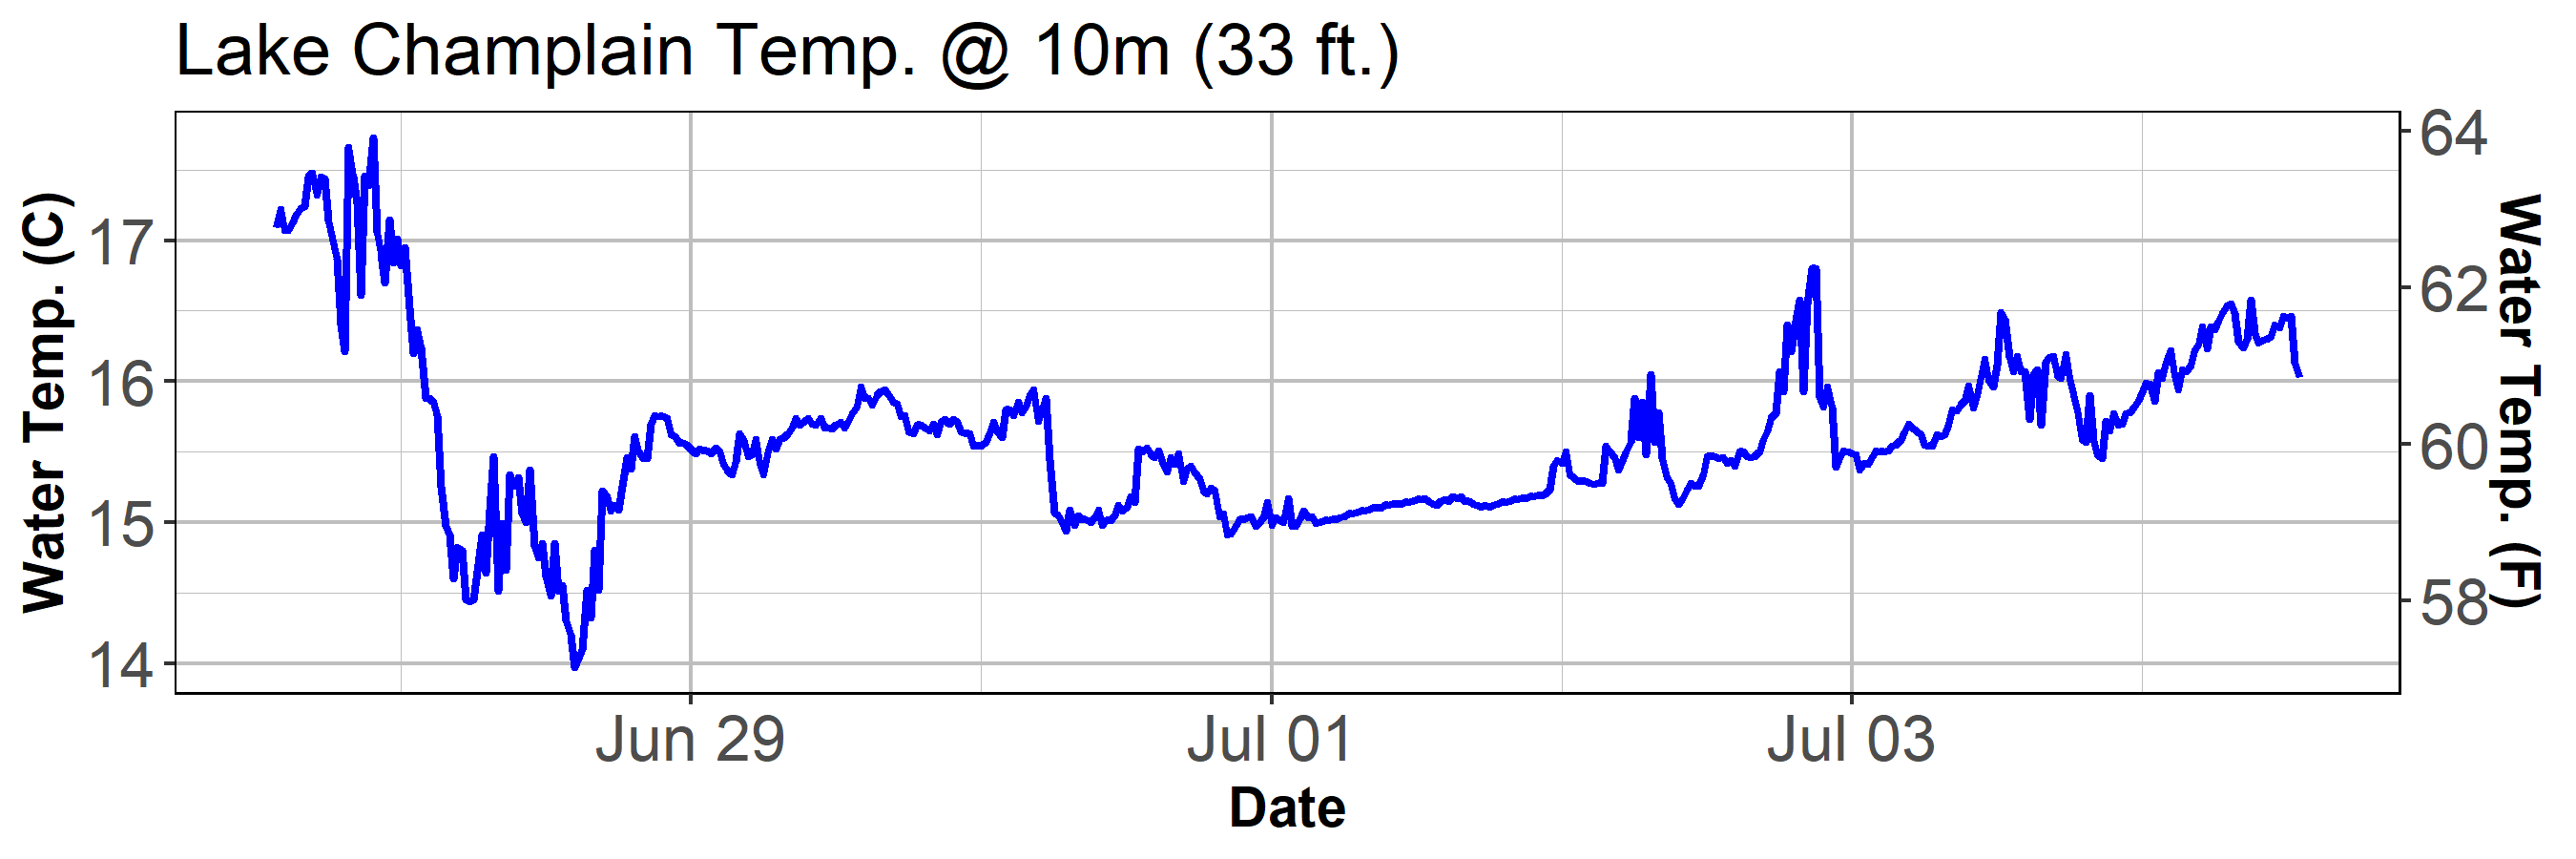 Lake Champlain Temp. @ 10m (33 ft.)
Water Temp. (C)
17
16
15
14
64
62
60
58
Water Temp. (F)
Jun 29
Jul 01
Jul 03
Date